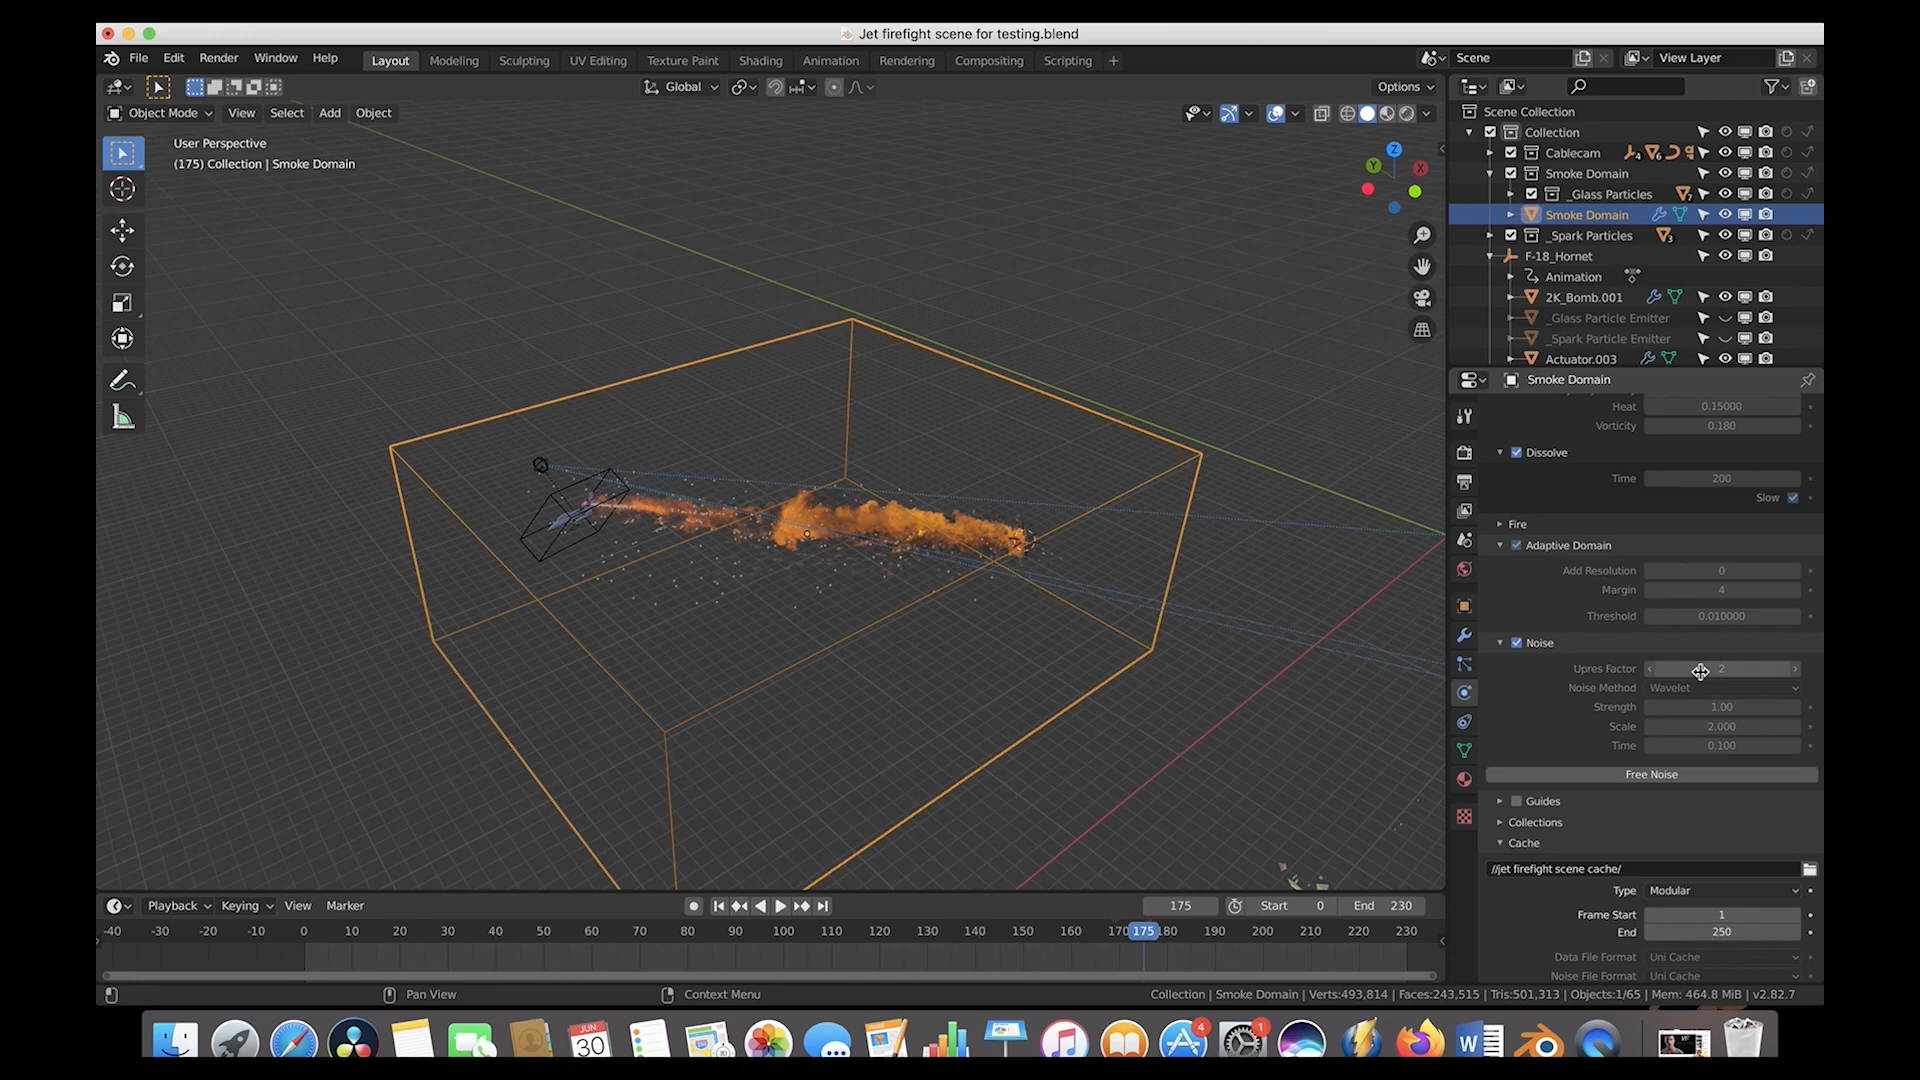 Jet firefight scene for testing.blend
File Edit Render Window Help Layout Modeling Sculpting UV Editing Texture Paint Shading Animation Rendering Compositing Scripting + Scene View Layer
Global Options
Object Mode View Select Add Object
User Perspective
(175) Collection | Smoke Domain
Z
Y
X
Scene Collection
Collection
Cablecam 4 6
Smoke Domain
_Glass Particles 7
Smoke Domain
_Spark Particles 3
F-18_Hornet
Animation
2K_Bomb.001
_Glass Particle Emitter
_Spark Particle Emitter
Actuator.003
Smoke Domain
Heat 0.15000
Vorticity 0.180
Dissolve
Time 200
Slow
Fire
Adaptive Domain
Add Resolution 0
Margin 4
Threshold 0.010000
Noise
Upres Factor 2
Noise Method Wavelet
Strength 1.00
Scale 2.000
Time 0.100
Free Noise
Guides
Collections
Cache
//jet firefight scene cache/
Type Modular
Frame Start 1
End 250
Data File Format Uni Cache
Noise File Format Uni Cache
Playback Keying View Marker 175 Start 0 End 230
-40 -30 -20 -10 0 10 20 30 40 50 60 70 80 90 100 110 120 130 140 150 160 170 175 180 190 200 210 220 230
Pan View Context Menu Collection | Smoke Domain | Verts:493,814 | Faces:243,515 | Tris:501,313 | Objects:1/65 | Mem: 464.8 MiB | v2.82.7
JUN
30
4
1
W